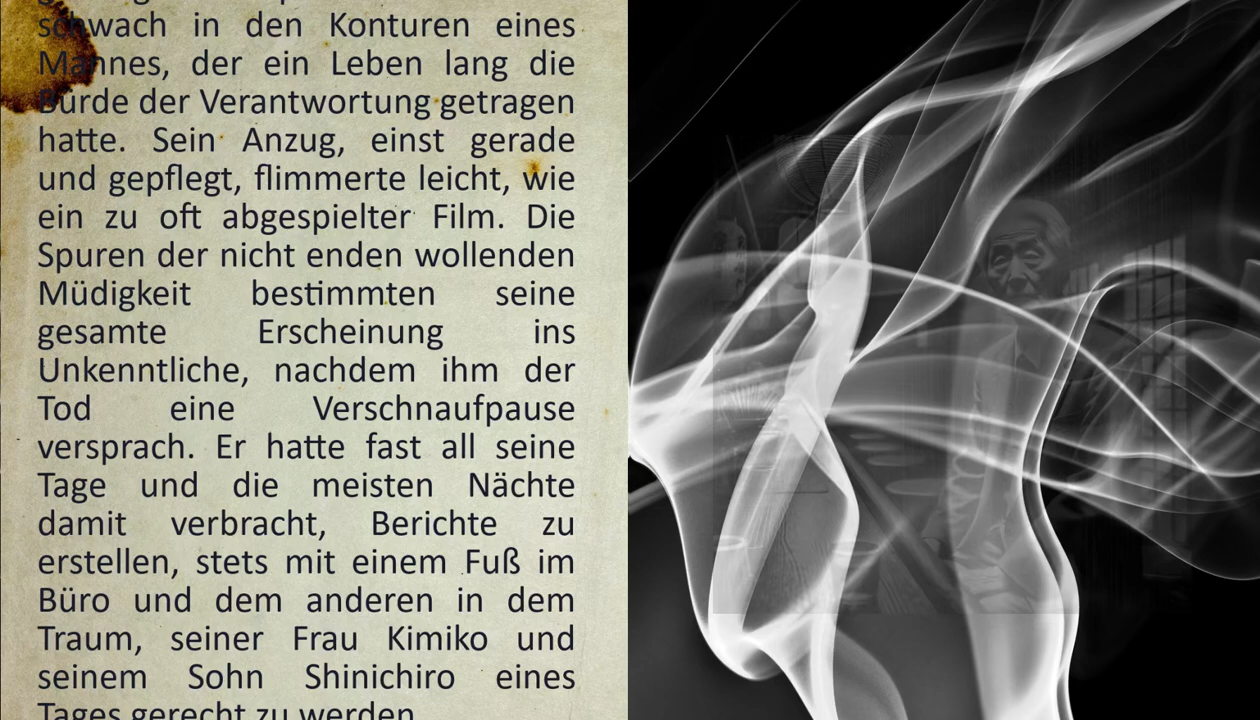 schwach in den Konturen eines
Mannes, der ein Leben lang die
Bürde der Verantwortung getragen
hatte. Sein Anzug, einst gerade
und gepflegt, flimmerte leicht, wie
ein zu oft abgespielter Film. Die
Spuren der nicht enden wollenden
Müdigkeit bestimmten seine
gesamte Erscheinung ins
Unkenntliche, nachdem ihm der
Tod eine Verschnaufpause
versprach. Er hatte fast all seine
Tage und die meisten Nächte
damit verbracht, Berichte zu
erstellen, stets mit einem Fuß im
Büro und dem anderen in dem
Traum, seiner Frau Kimiko und
seinem Sohn Shinichiro eines
Tages gerecht zu werden